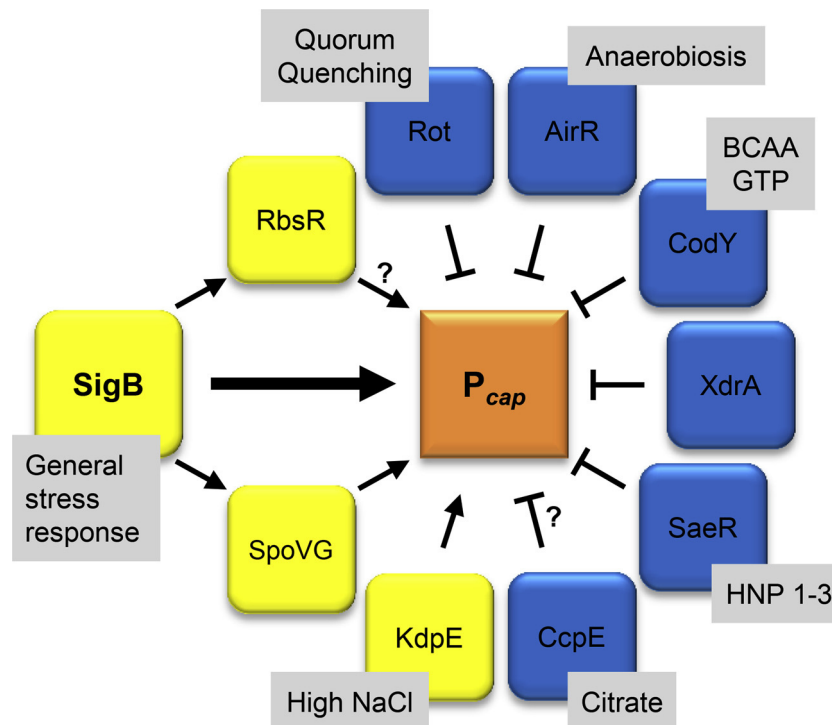 Quorum
Quenching
Anaerobiosis
Rot
AirR
BCAA
GTP
RbsR
CodY
?
SigB
P cap
XdrA
General
stress
response
SpoVG
?
SaeR
KdpE
CcpE
HNP 1-3
High NaCl
Citrate